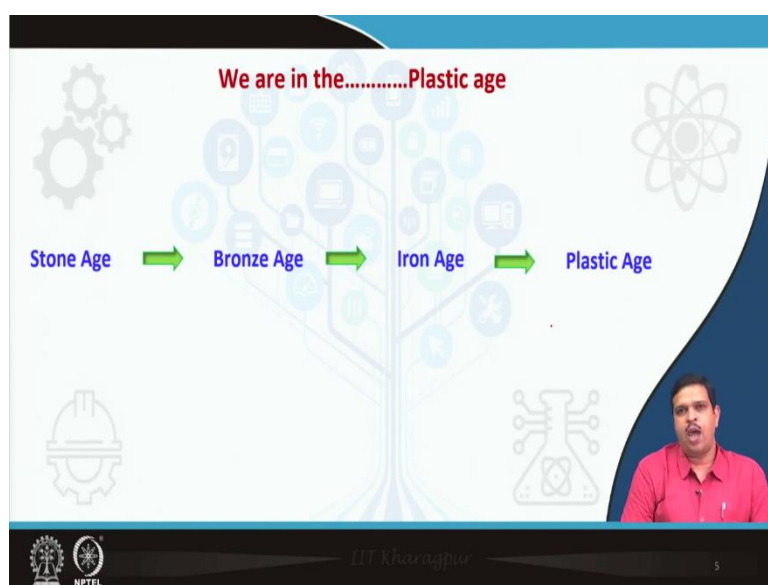 We are in the............Plastic age
Stone Age
Bronze Age
Iron Age
Plastic Age
IIT Kharagpur
5
NPTEL